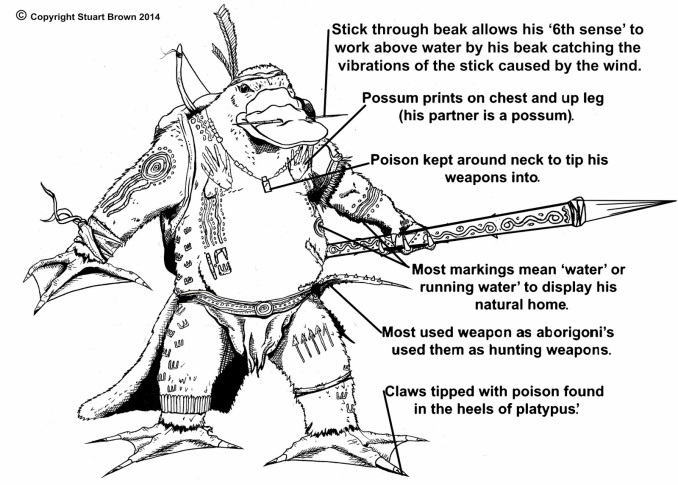 © Copyright Stuart Brown 2014
Stick through beak allows his ‘6th sense’ to
work above water by his beak catching the
vibrations of the stick caused by the wind.
Possum prints on chest and up leg
(his partner is a possum).
Poison kept around neck to tip his
weapons into.
Most markings mean ‘water’ or
running water’ to display his
natural home.
Most used weapon as aborigoni’s
used them as hunting weapons.
Claws tipped with poison found
in the heels of platypus.’